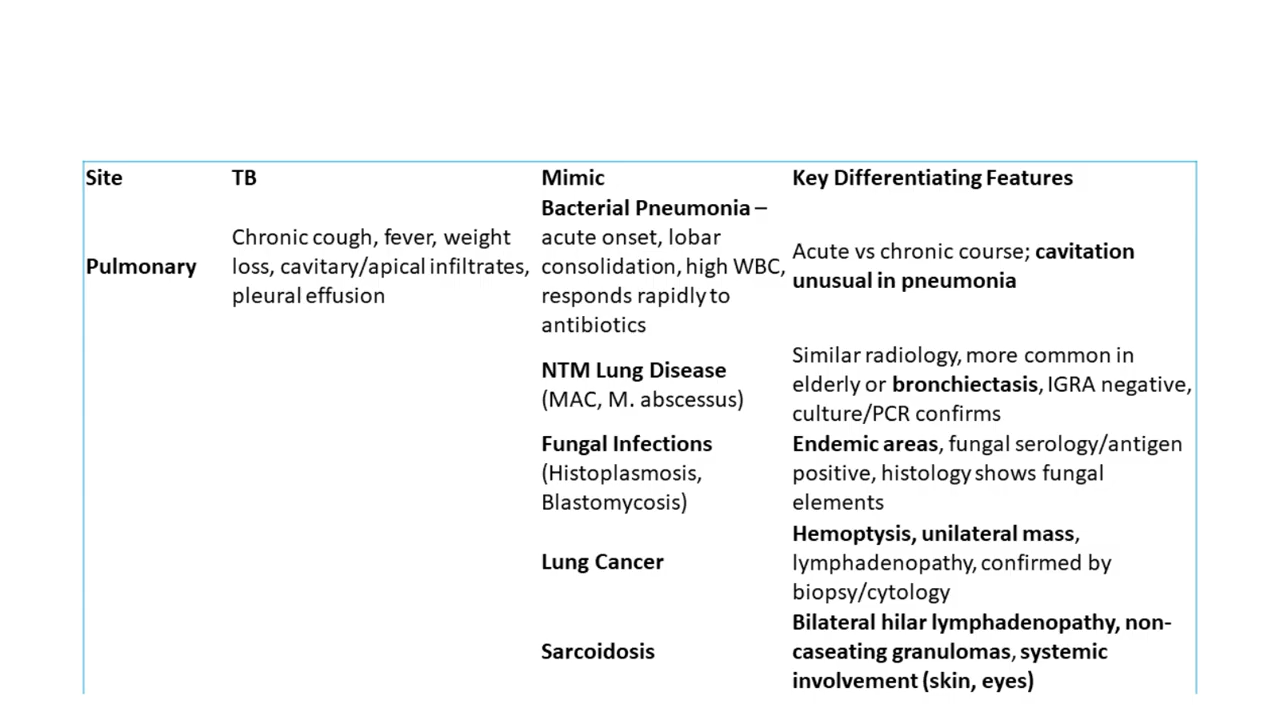 Site TB Mimic Key Differentiating Features
Pulmonary
Chronic cough, fever, weight
loss, cavitary/apical infiltrates,
pleural effusion
Bacterial Pneumonia –
acute onset, lobar
consolidation, high WBC,
responds rapidly to
antibiotics
Acute vs chronic course; cavitation
unusual in pneumonia
NTM Lung Disease
(MAC, M. abscessus)
Similar radiology, more common in
elderly or bronchiectasis, IGRA negative,
culture/PCR confirms
Fungal Infections
(Histoplasmosis,
Blastomycosis)
Endemic areas, fungal serology/antigen
positive, histology shows fungal
elements
Lung Cancer
Hemoptysis, unilateral mass,
lymphadenopathy, confirmed by
biopsy/cytology
Sarcoidosis
Bilateral hilar lymphadenopathy, non-
caseating granulomas, systemic
involvement (skin, eyes)